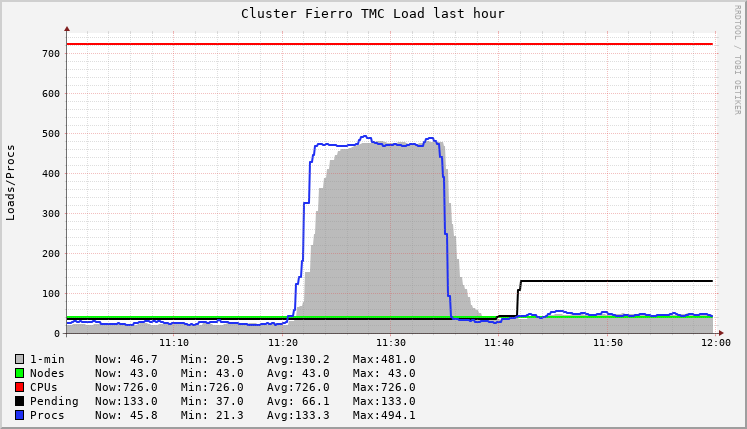 Cluster Fierro TMC Load last hour
RRDTOOL / TOBI OETIKER
Loads/Procs
700
600
500
400
300
200
100
0
11:10 11:20 11:30 11:40 11:50 12:00
1-min Now: 46.7 Min: 20.5 Avg:130.2 Max:481.0
Nodes Now: 43.0 Min: 43.0 Avg: 43.0 Max: 43.0
CPUs Now:726.0 Min:726.0 Avg:726.0 Max:726.0
Pending Now:133.0 Min: 37.0 Avg: 66.1 Max:133.0
Procs Now: 45.8 Min: 21.3 Avg:133.3 Max:494.1